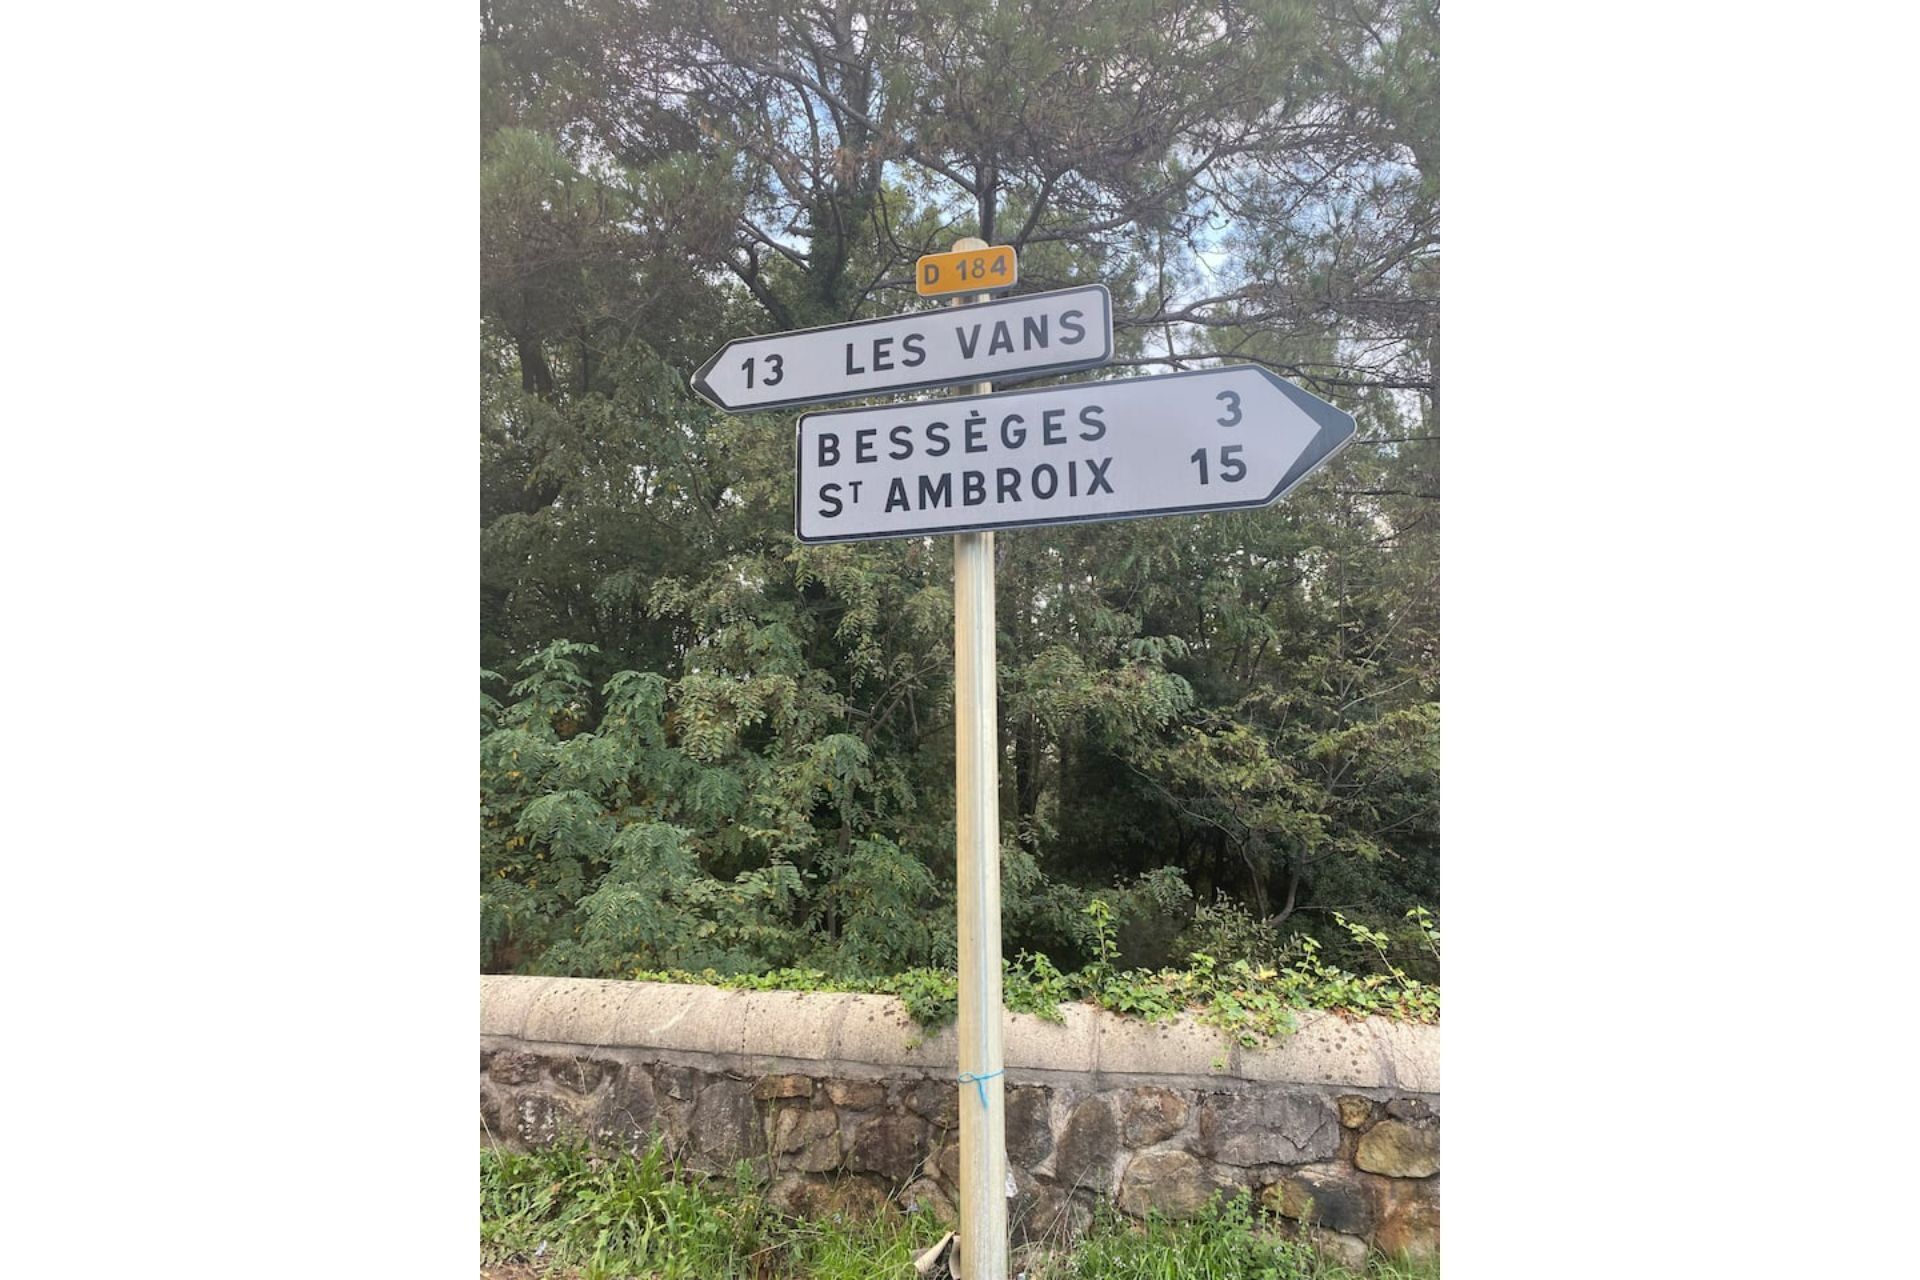 D 184
13 LES VANS
BESSÈGES 3
ST AMBROIX 15